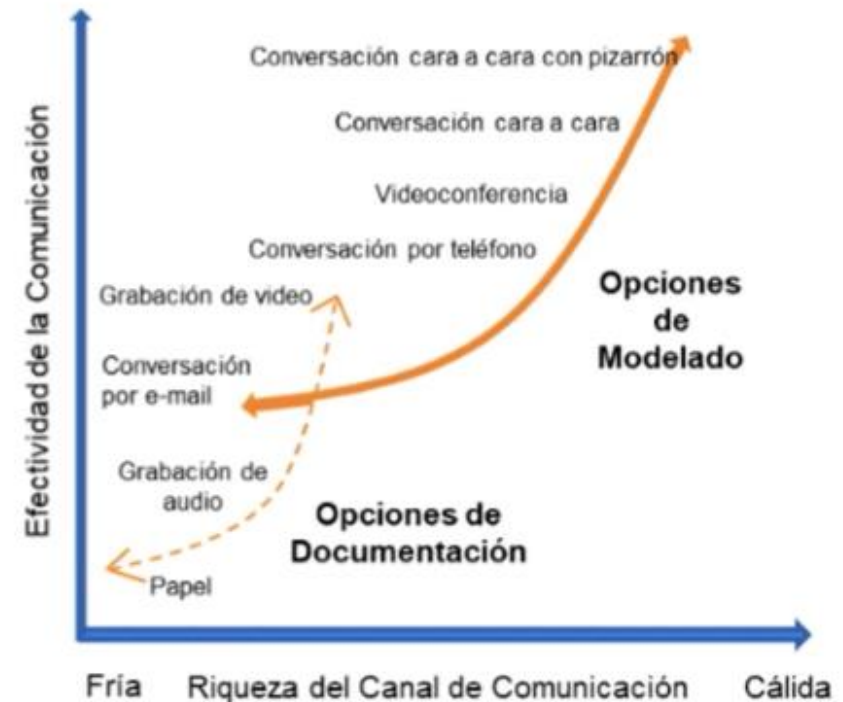 Efectividad de la Comunicación
Conversación cara a cara con pizarrón
Conversación cara a cara
Videoconferencia
Conversación por teléfono
Grabación de video
Opciones
de
Modelado
Conversación
por e-mail
Grabación de
audio
Opciones de
Documentación
Papel
Fría
Riqueza del Canal de Comunicación
Cálida